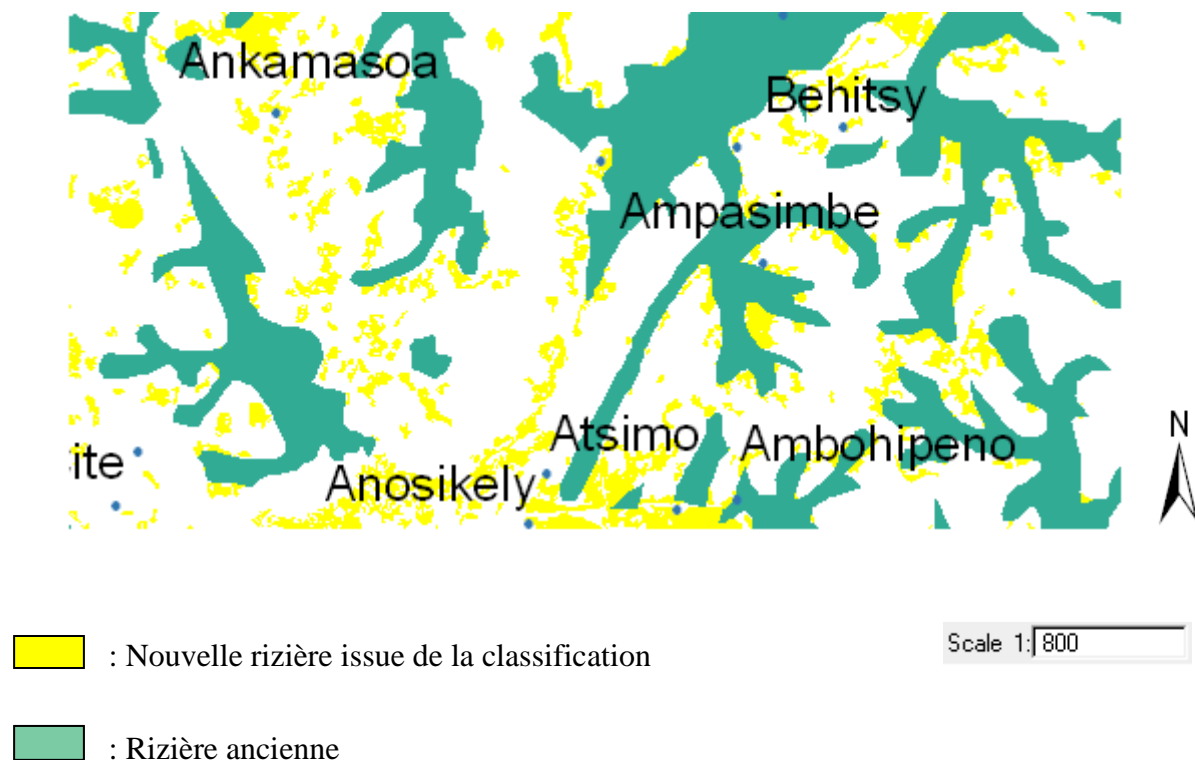 Ankamasoa
Behitsy
Ampasimbe
Atsimo
Ambohipeno
ite
Anosikely
N
: Nouvelle rizière issue de la classification
Scale 1: 800
: Rizière ancienne